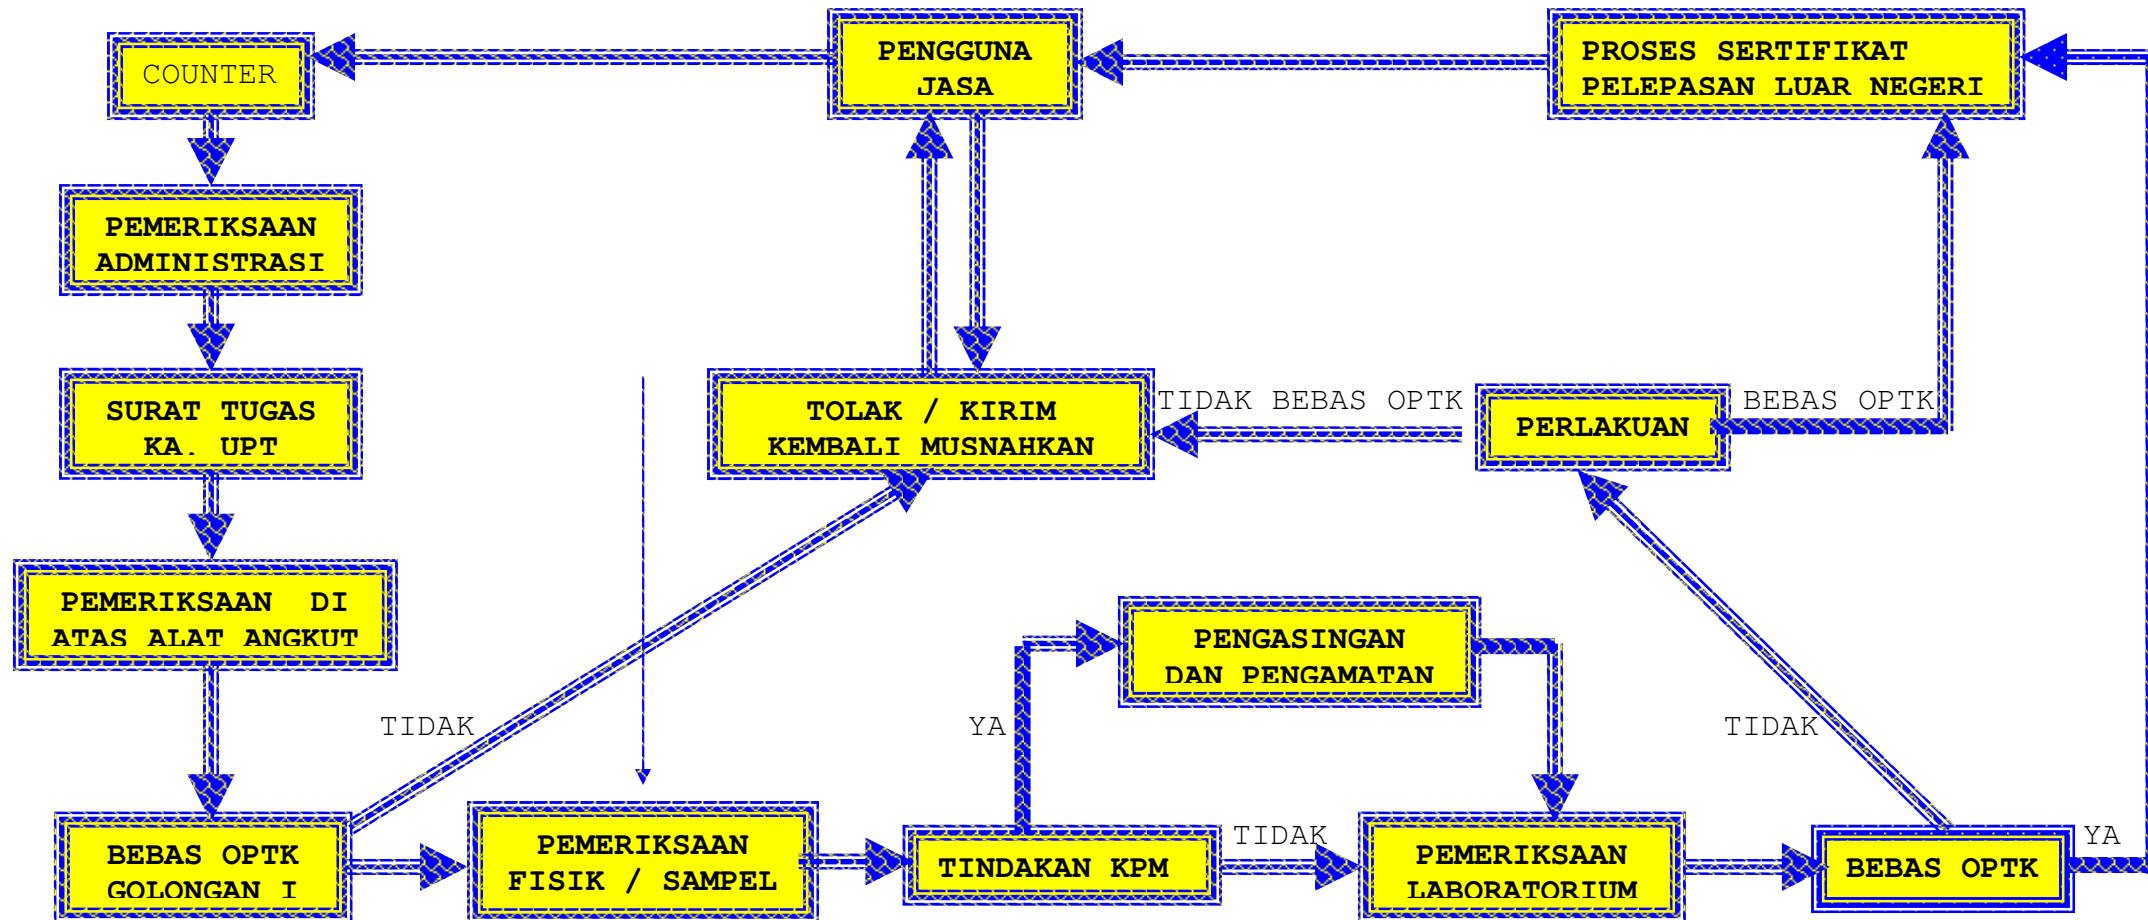 COUNTER
PENGGUNA
JASA
PROSES SERTIFIKAT
PELEPASAN LUAR NEGERI
PEMERIKSAAN
ADMINISTRASI
SURAT TUGAS
KA. UPT
TOLAK / KIRIM
KEMBALI MUSNAHKAN
TIDAK BEBAS OPTK
PERLAKUAN
BEBAS OPTK
PEMERIKSAAN DI
ATAS ALAT ANGKUT
PENGASINGAN
DAN PENGAMATAN
TIDAK
YA
TIDAK
BEBAS OPTK
GOLONGAN I
PEMERIKSAAN
FISIK / SAMPEL
TINDAKAN KPM
TIDAK
PEMERIKSAAN
LABORATORIUM
BEBAS OPTK
YA